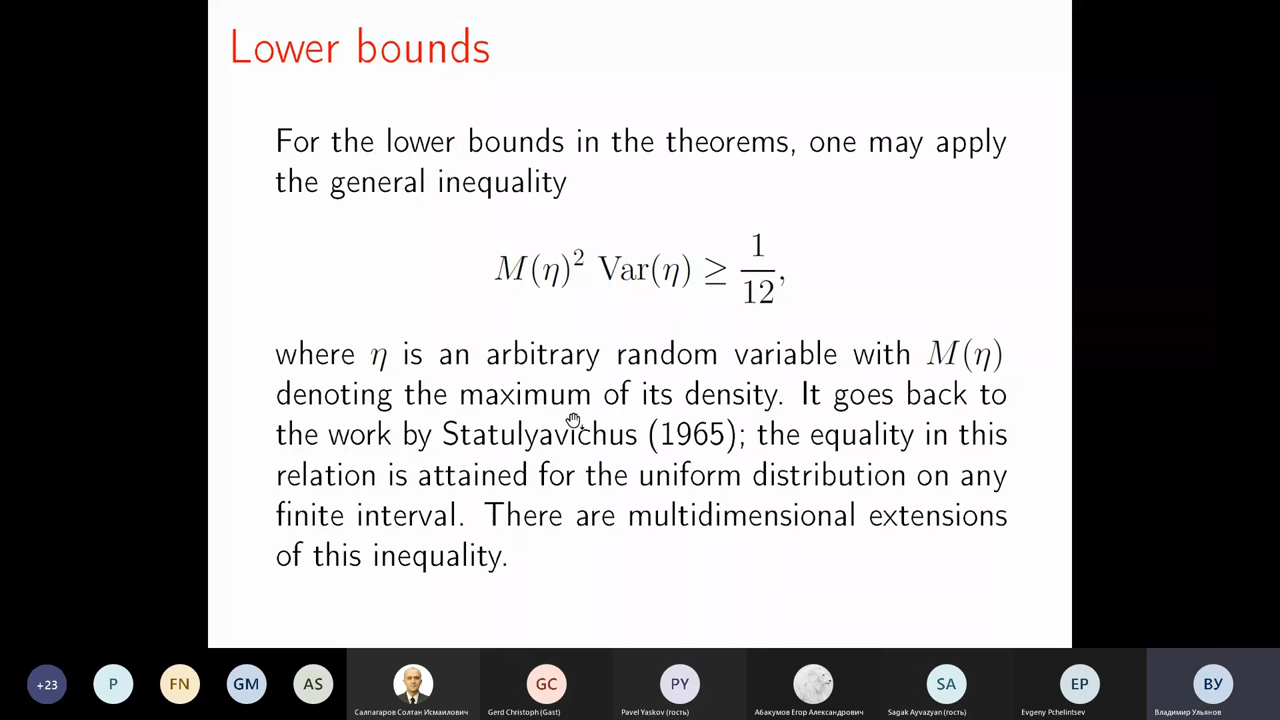 Lower bounds
For the lower bounds in the theorems, one may apply
the general inequality
M(η)² Var(η) ≥ 1/12,
where η is an arbitrary random variable with M(η)
denoting the maximum of its density. It goes back to
the work by Statulyavichus (1965); the equality in this
relation is attained for the uniform distribution on any
finite interval. There are multidimensional extensions
of this inequality.
+23 P FN GM AS GC PY SA EP ВУ
Салпагаров Солтан Исмаилович Gerd Christoph (Gast) Pavel Yaskov (гость) Абакумов Егор Александрович Sagak Ayvazyan (гость) Evgeny Pchelintsev Владимир Ульянов